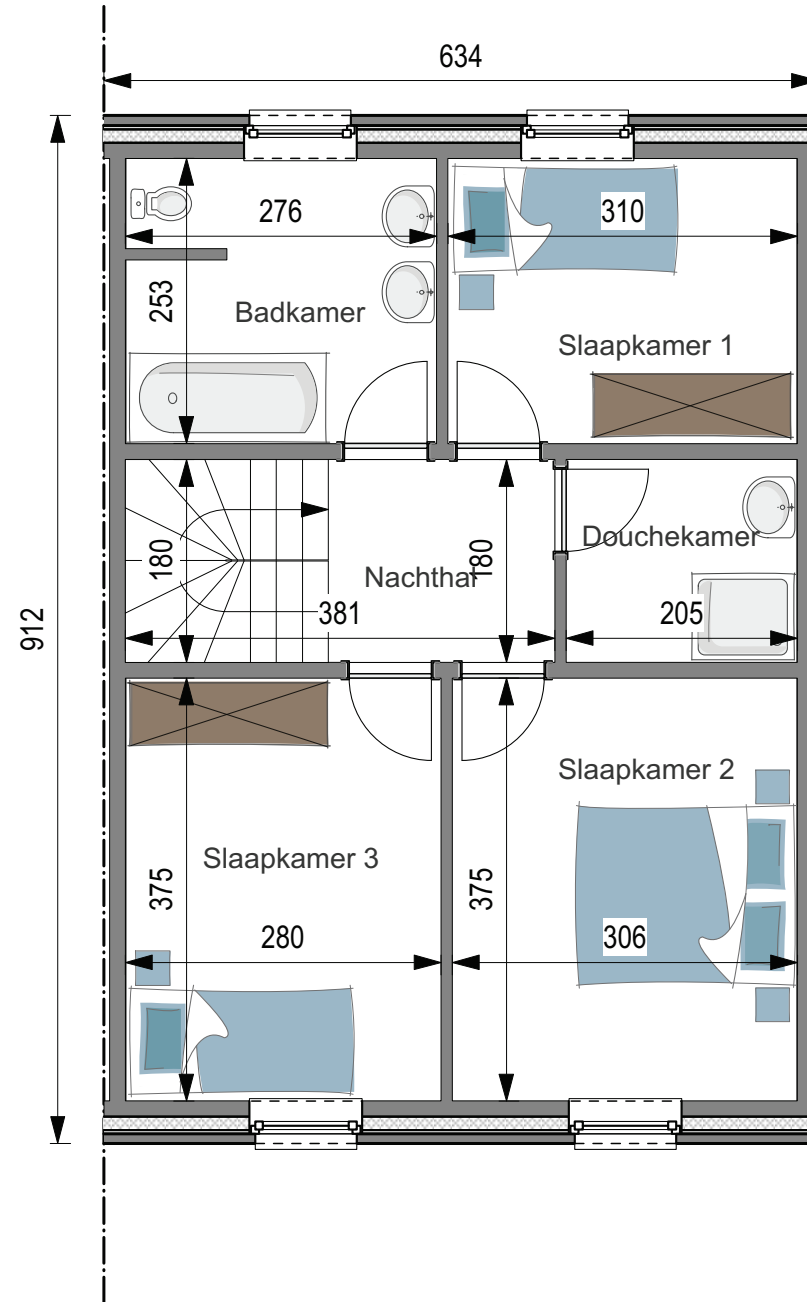 634
276
310
253
Badkamer
Slaapkamer 1
180
180
Douchekamer
Nachthal
381
205
912
Slaapkamer 2
Slaapkamer 3
375
375
280
306